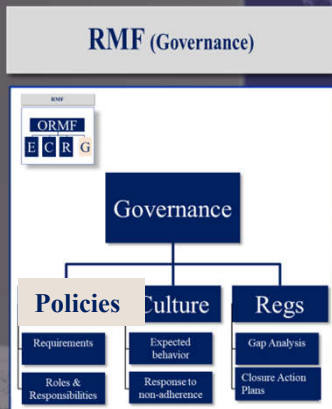 RMF (Governance)
RMF
ORMF
E C R G
Governance
Policies Culture Regs
Requirements
Expected
behavior
Gap Analysis
Roles &
Responsibilities
Response to
non-adherence
Closure Action
Plans